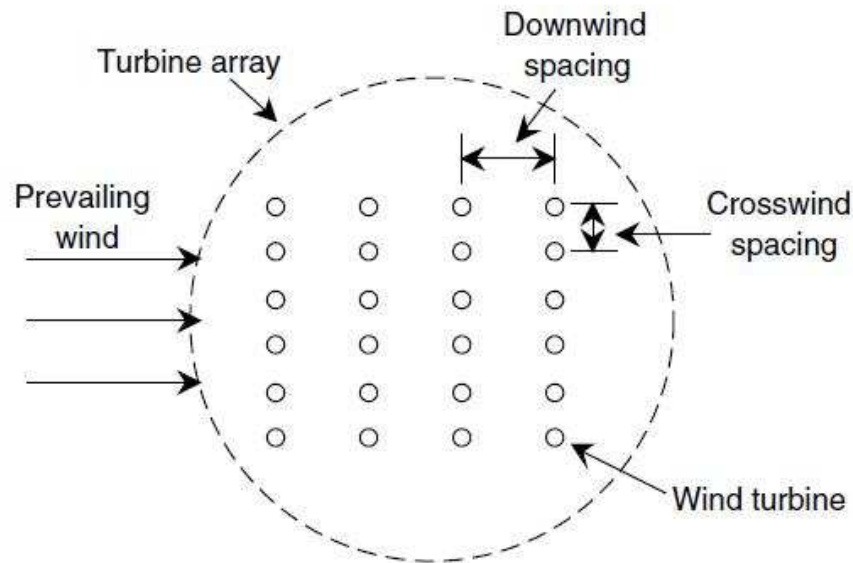 Downwind
spacing
Turbine array
Prevailing
wind
Crosswind
spacing
Wind turbine